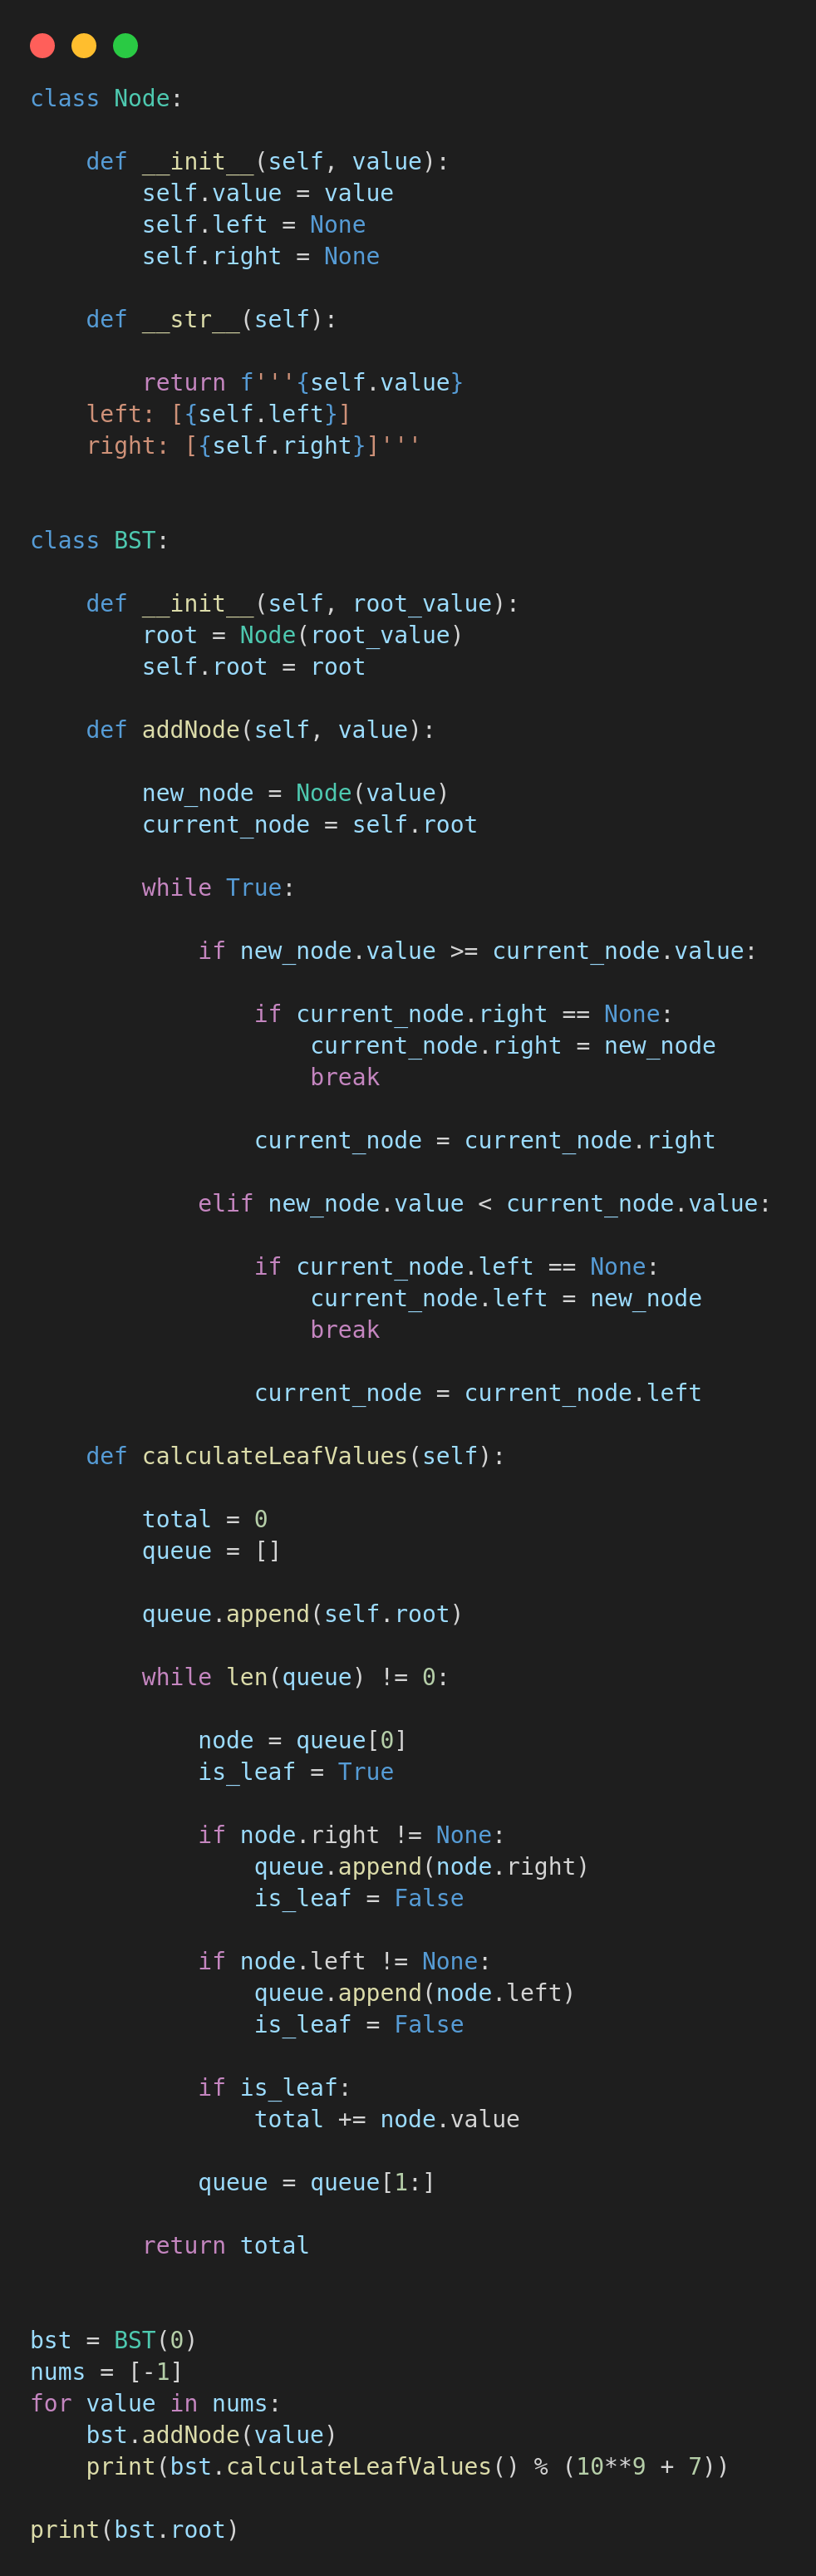 class Node:

    def __init__(self, value):
        self.value = value
        self.left = None
        self.right = None

    def __str__(self):

        return f'''{self.value}
    left: [{self.left}]
    right: [{self.right}]'''


class BST:

    def __init__(self, root_value):
        root = Node(root_value)
        self.root = root

    def addNode(self, value):

        new_node = Node(value)
        current_node = self.root

        while True:

            if new_node.value >= current_node.value:

                if current_node.right == None:
                    current_node.right = new_node
                    break

                current_node = current_node.right

            elif new_node.value < current_node.value:

                if current_node.left == None:
                    current_node.left = new_node
                    break

                current_node = current_node.left

    def calculateLeafValues(self):

        total = 0
        queue = []

        queue.append(self.root)

        while len(queue) != 0:

            node = queue[0]
            is_leaf = True

            if node.right != None:
                queue.append(node.right)
                is_leaf = False

            if node.left != None:
                queue.append(node.left)
                is_leaf = False

            if is_leaf:
                total += node.value

            queue = queue[1:]

        return total


bst = BST(0)
nums = [-1]
for value in nums:
    bst.addNode(value)
    print(bst.calculateLeafValues() % (10**9 + 7))

print(bst.root)